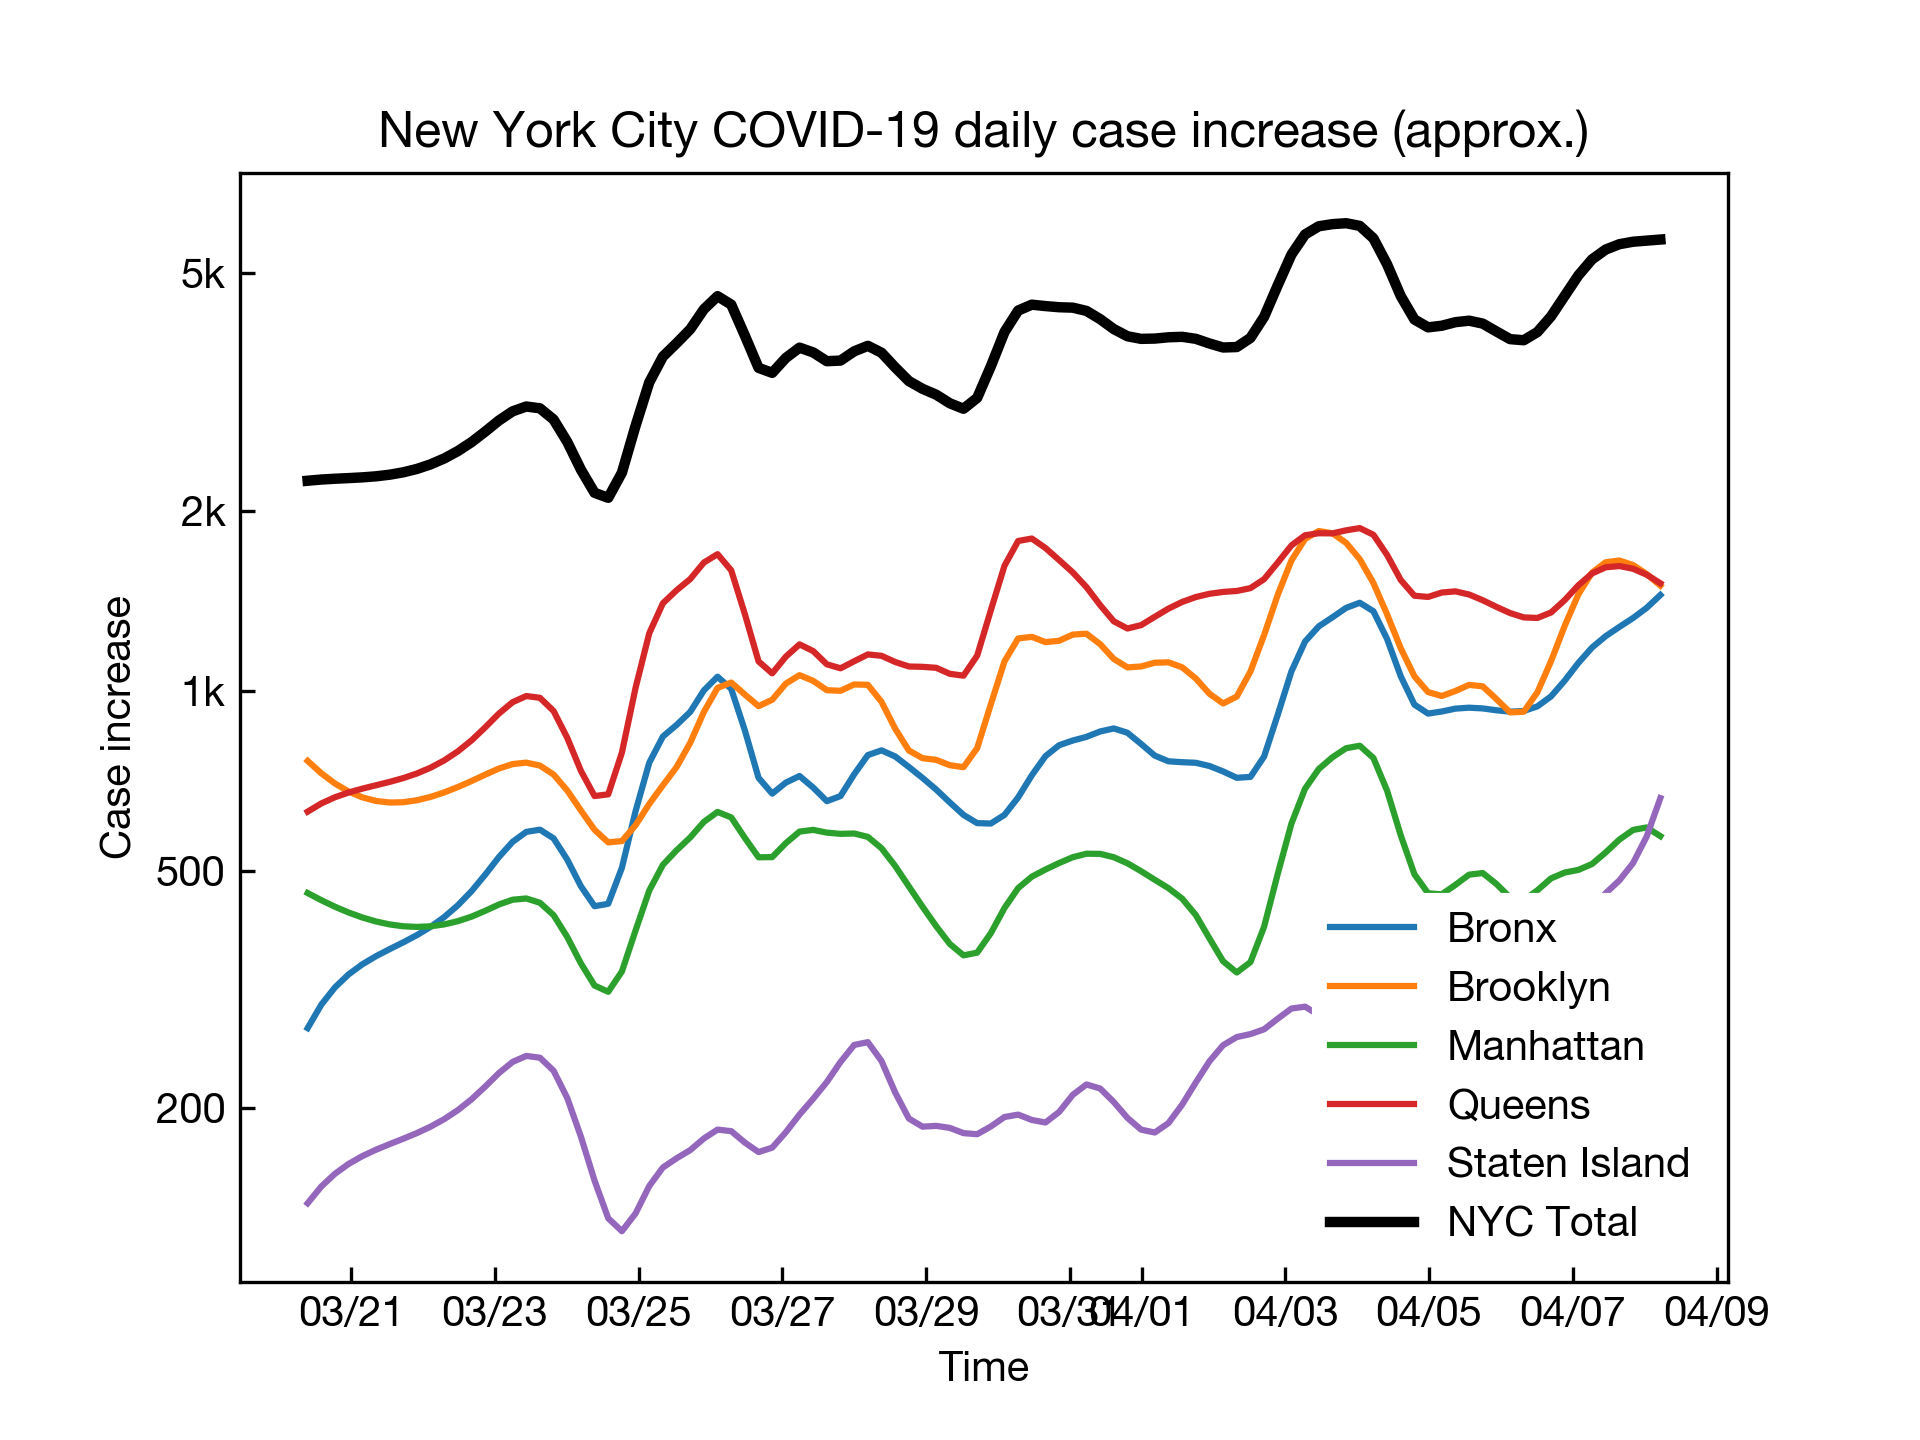 New York City COVID-19 daily case increase (approx.)
Case increase
5k
2k
1k
500
200
Bronx
Brooklyn
Manhattan
Queens
Staten Island
NYC Total
03/21 03/23 03/25 03/27 03/29 03/31 04/01 04/03 04/05 04/07 04/09
Time